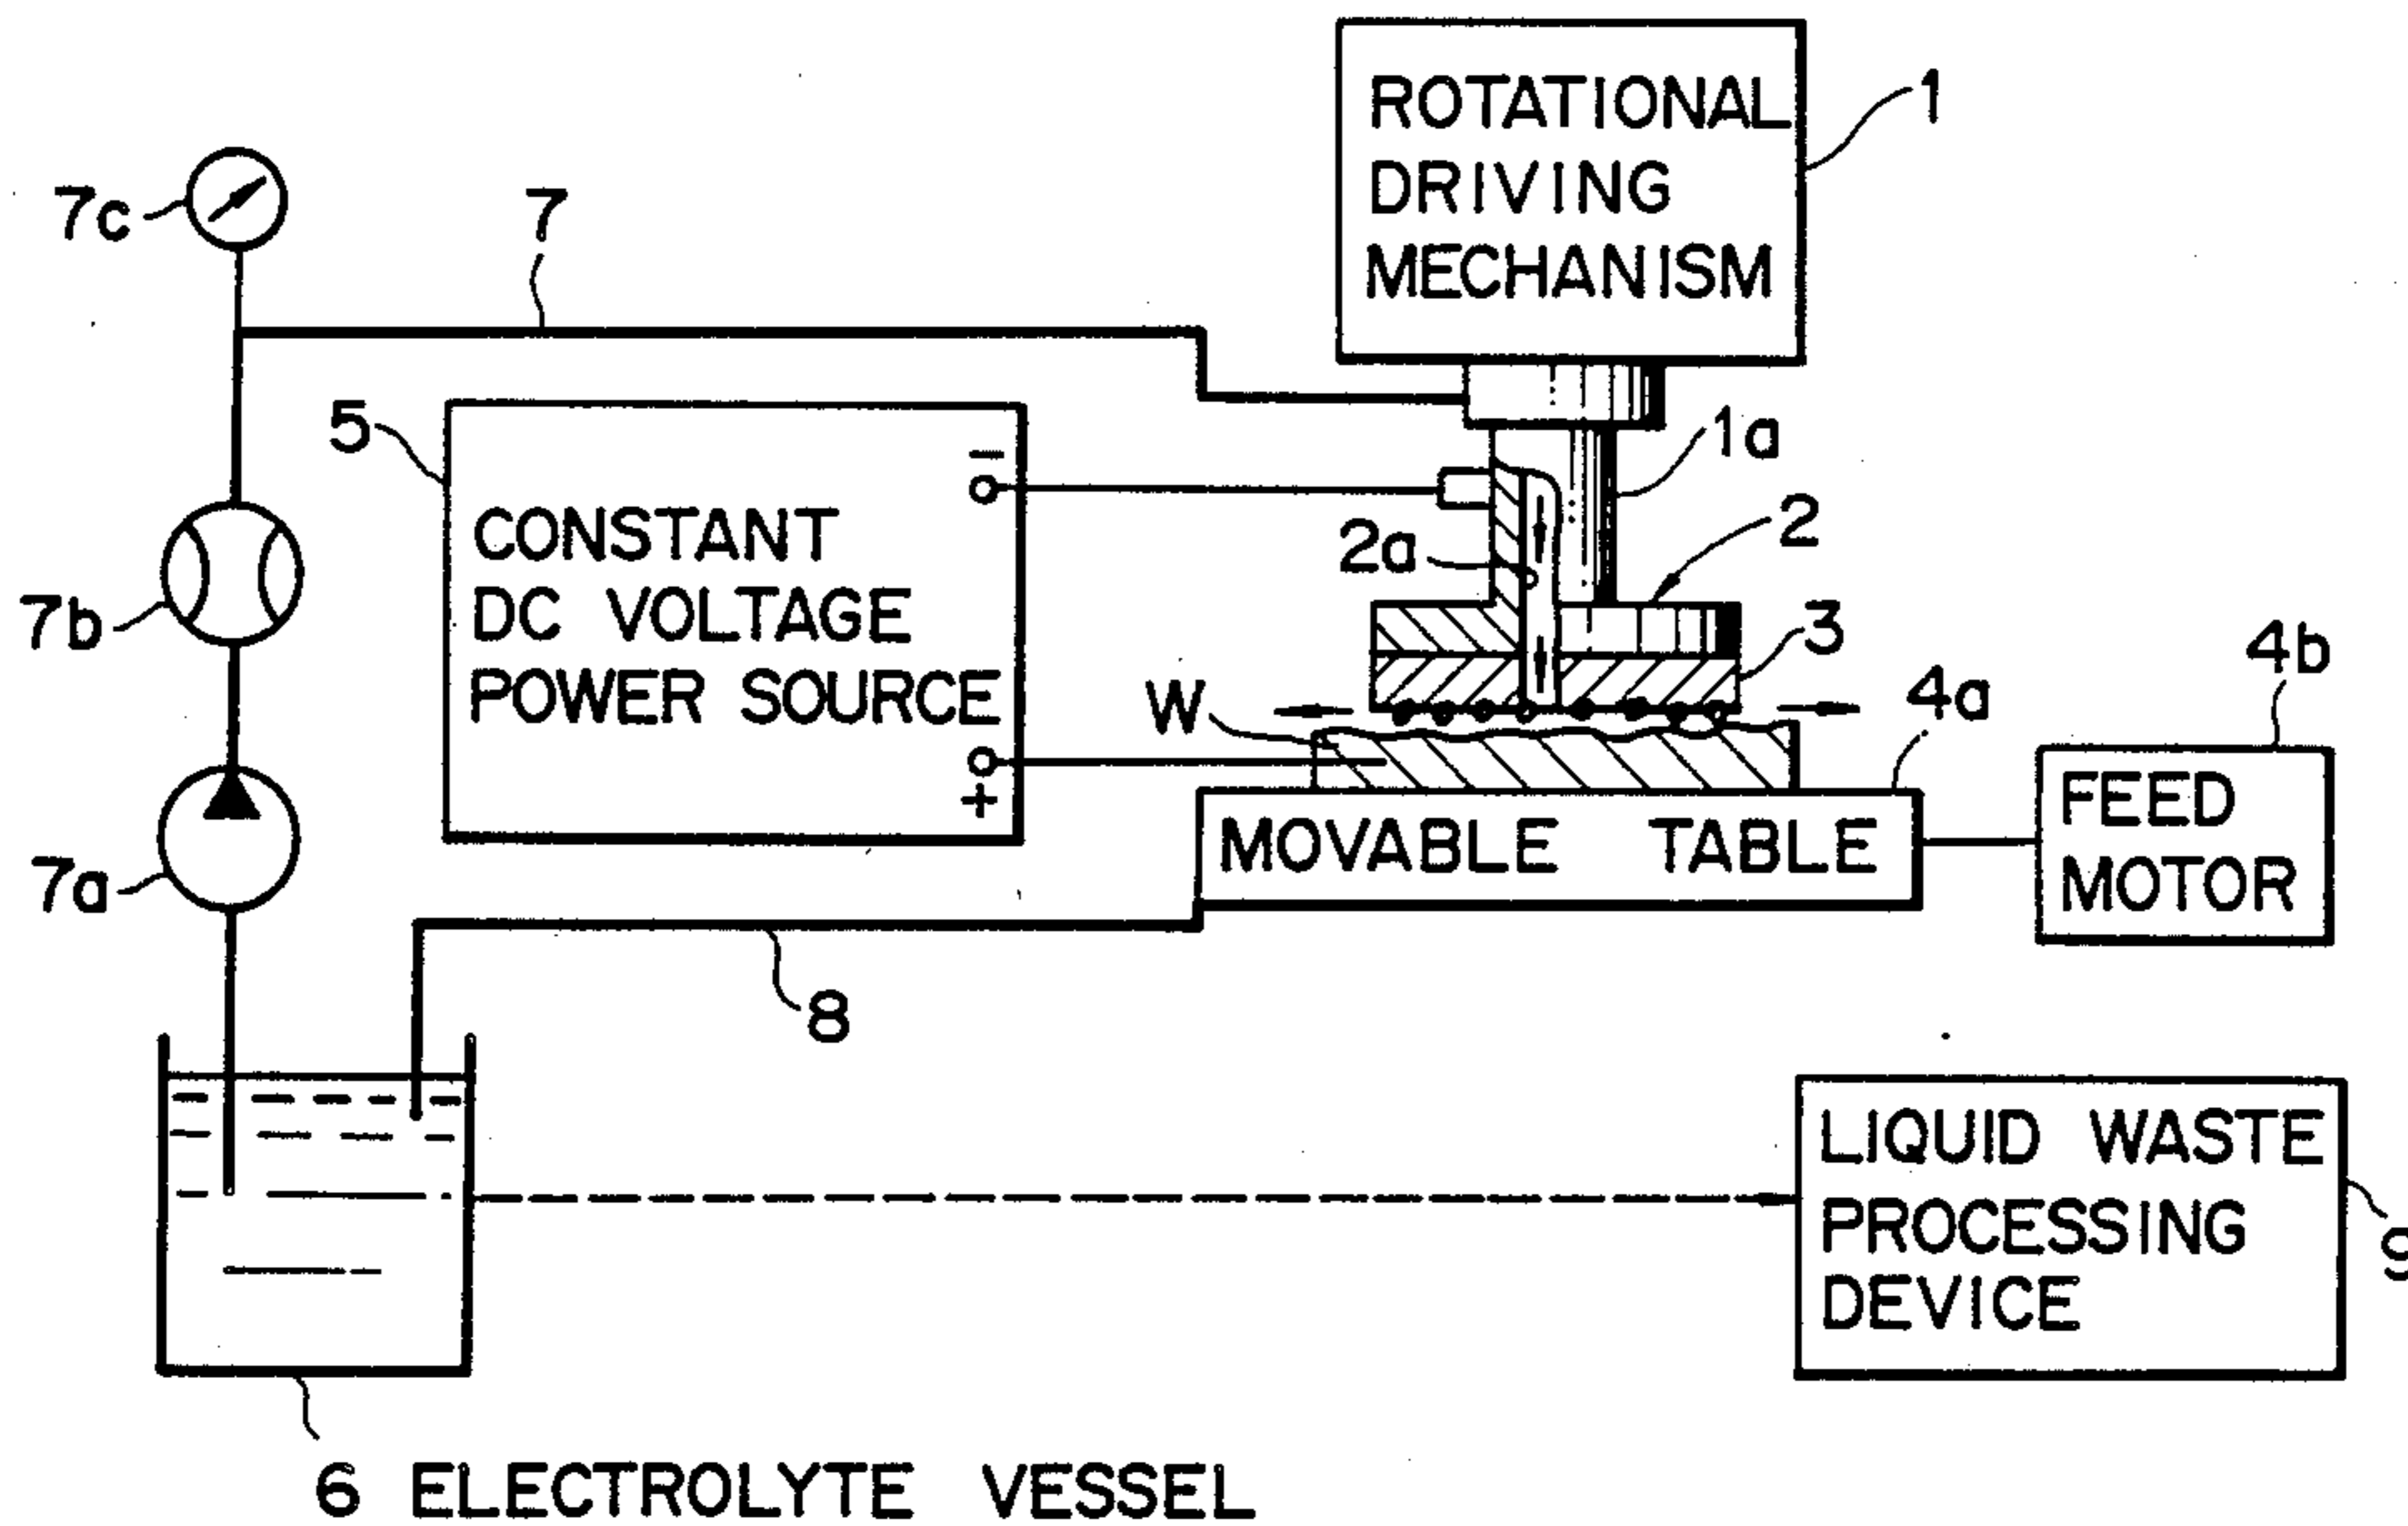 ROTATIONAL
DRIVING
MECHANISM
1
7c
7
5
−
1a
CONSTANT
DC VOLTAGE
POWER SOURCE
2a
2
7b
3
W
4a
4b
+
FEED
MOTOR
MOVABLE TABLE
7a
8
LIQUID WASTE
PROCESSING
DEVICE
9
6 ELECTROLYTE VESSEL